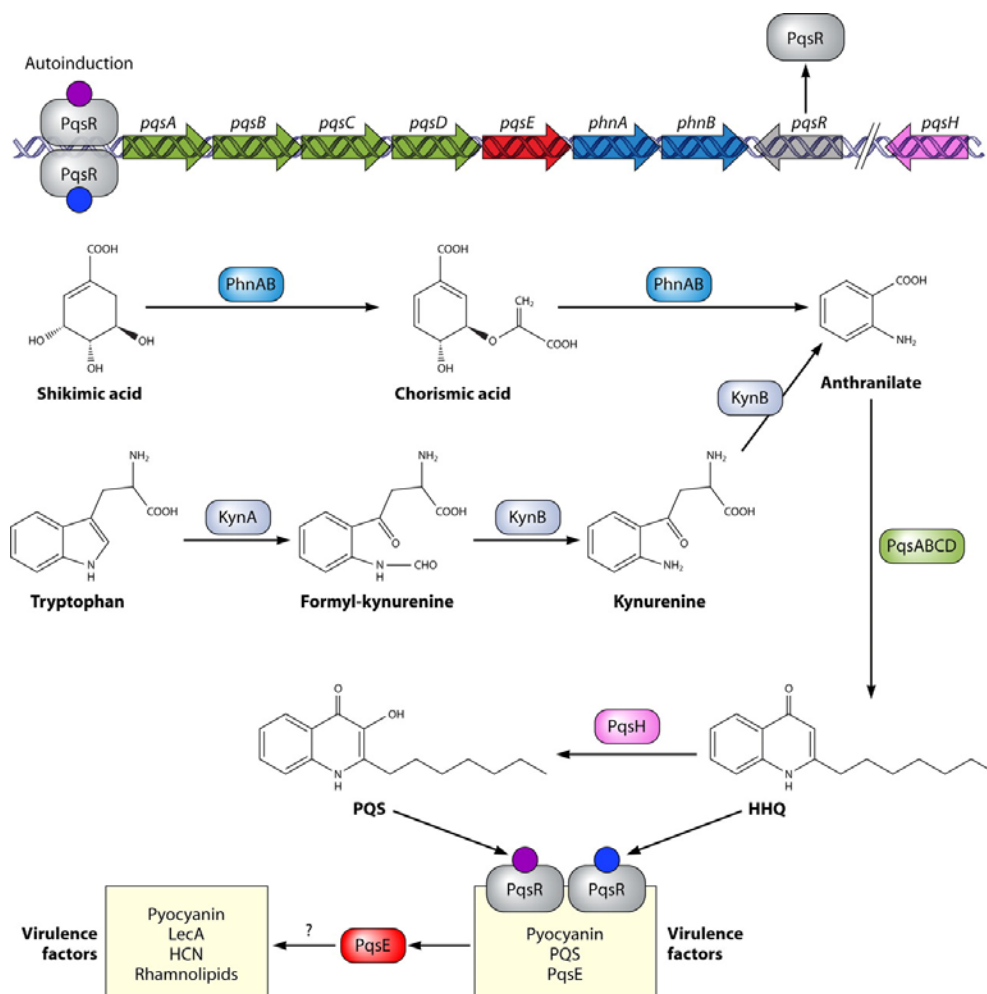 PqsR
Autoinduction
PqsR
PqsR
pqsA
pqsB
pqsC
pqsD
pqsE
phnA
phnB
pqsR
pqsH
COOH
HO
OH
OH
Shikimic acid
PhnAB
COOH
CH₂
O
COOH
OH
Chorismic acid
PhnAB
COOH
NH₂
Anthranilate
KynB
NH₂
COOH
N
H
Tryptophan
KynA
NH₂
COOH
O
N
H
CHO
Formyl-kynurenine
KynB
NH₂
COOH
O
NH₂
Kynurenine
PqsABCD
O
OH
N
H
PQS
PqsH
O
N
H
HHQ
PqsR
PqsR
Virulence
factors
Pyocyanin
LecA
HCN
Rhamnolipids
?
PqsE
Pyocyanin
PQS
PqsE
Virulence
factors